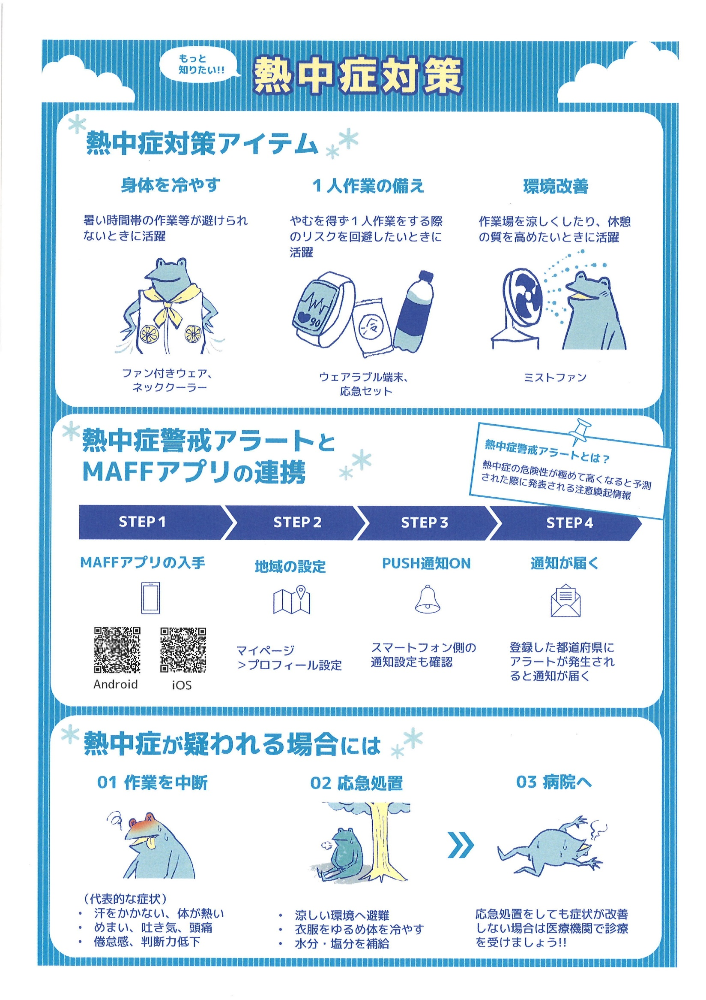 もっと
知りたい!!
熱中症対策
熱中症対策アイテム
身体を冷やす
暑い時間帯の作業等が避けられ
ないときに活躍
ファン付きウェア、
ネッククーラー
1人作業の備え
やむを得ず1人作業をする際
のリスクを回避したいときに
活躍
90
冷
ウェアラブル端末、
応急セット
環境改善
作業場を涼しくしたり、休憩
の質を高めたいときに活躍
ミストファン
熱中症警戒アラートと
MAFFアプリの連携
熱中症警戒アラートとは?
熱中症の危険性が極めて高くなると予測
された際に発表される注意喚起情報
STEP1
STEP2
STEP3
STEP4
MAFFアプリの入手
Android
iOS
地域の設定
マイページ
>プロフィール設定
PUSH通知ON
スマートフォン側の
通知設定も確認
通知が届く
登録した都道府県に
アラートが発生され
ると通知が届く
熱中症が疑われる場合には
01 作業を中断
(代表的な症状)
• 汗をかかない、体が熱い
• めまい、吐き気、頭痛
• 倦怠感、判断力低下
02 応急処置
• 涼しい環境へ避難
• 衣服をゆるめ体を冷やす
• 水分・塩分を補給
03 病院へ
応急処置をしても症状が改善
しない場合は医療機関で診療
を受けましょう!!